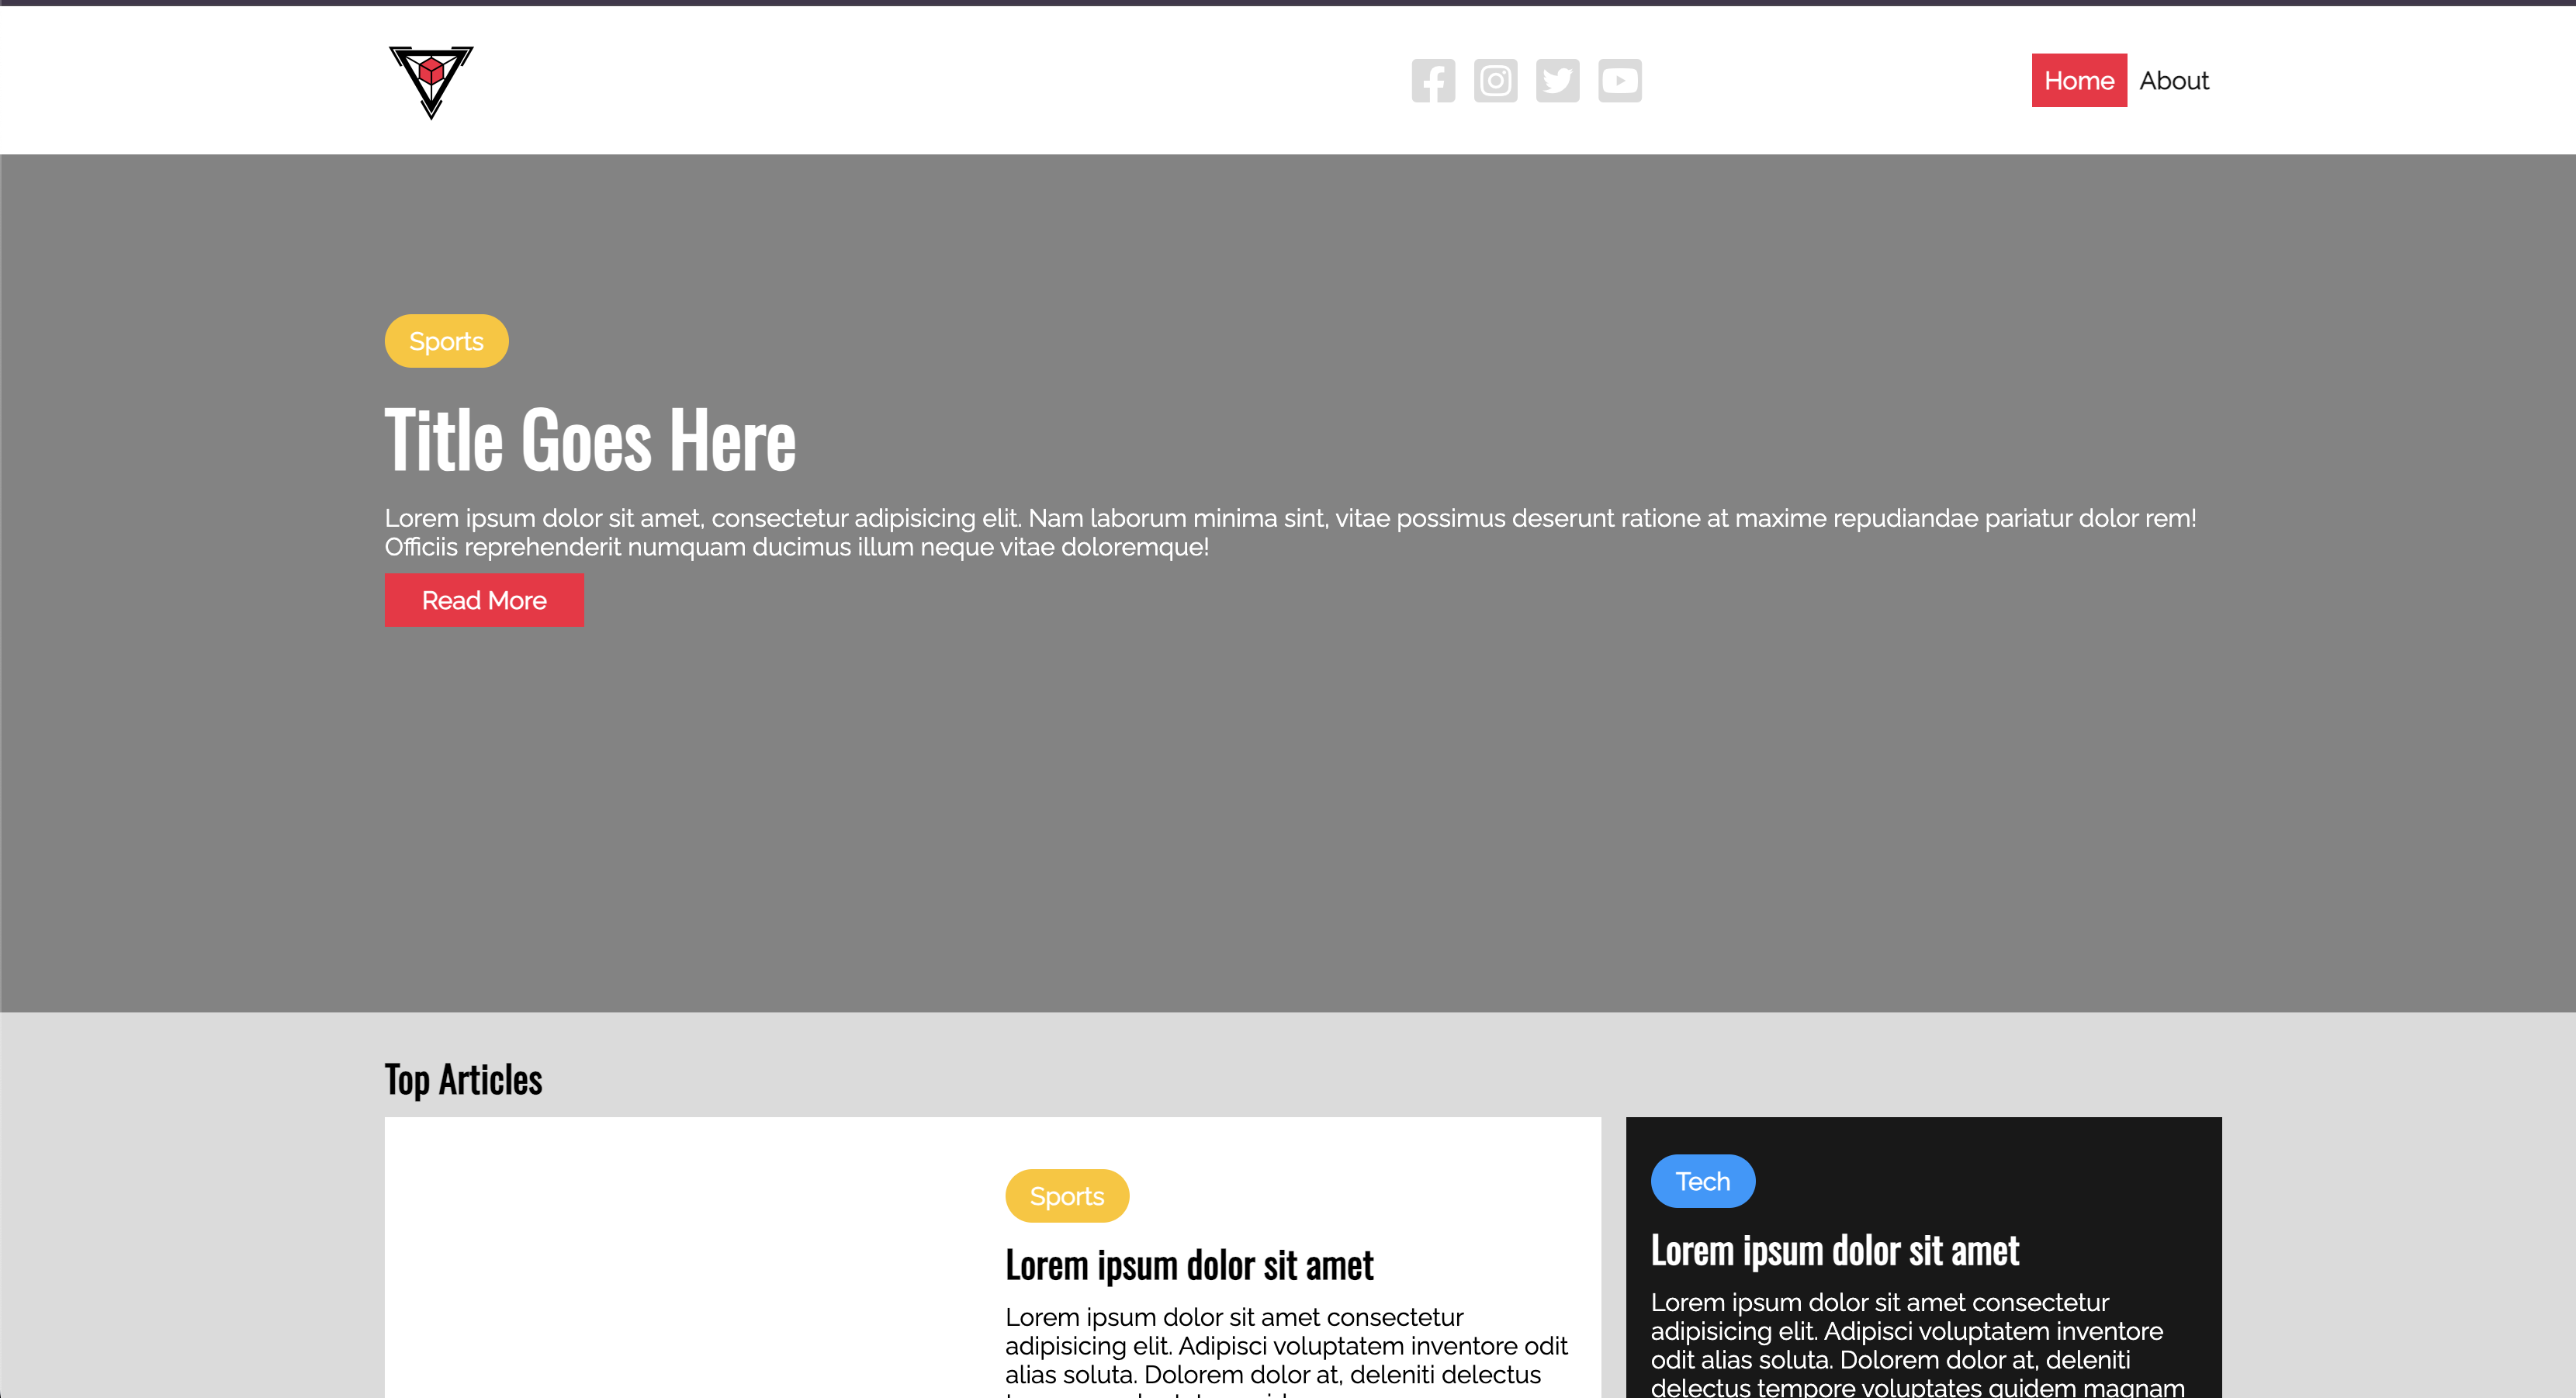 Home About
Sports
Title Goes Here
Lorem ipsum dolor sit amet, consectetur adipisicing elit. Nam laborum minima sint, vitae possimus deserunt ratione at maxime repudiandae pariatur dolor rem!
Officiis reprehenderit numquam ducimus illum neque vitae doloremque!
Read More
Top Articles
Sports
Lorem ipsum dolor sit amet
Lorem ipsum dolor sit amet consectetur
adipisicing elit. Adipisci voluptatem inventore odit
alias soluta. Dolorem dolor at, deleniti delectus
Tech
Lorem ipsum dolor sit amet
Lorem ipsum dolor sit amet consectetur
adipisicing elit. Adipisci voluptatem inventore
odit alias soluta. Dolorem dolor at, deleniti
delectus tempore voluptates quidem magnam